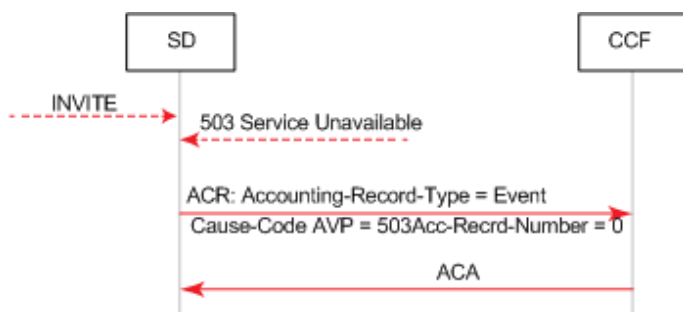 SD
CCF
INVITE
503 Service Unavailable
ACR: Accounting-Record-Type = Event
Cause-Code AVP = 503Acc-Recrd-Number = 0
ACA